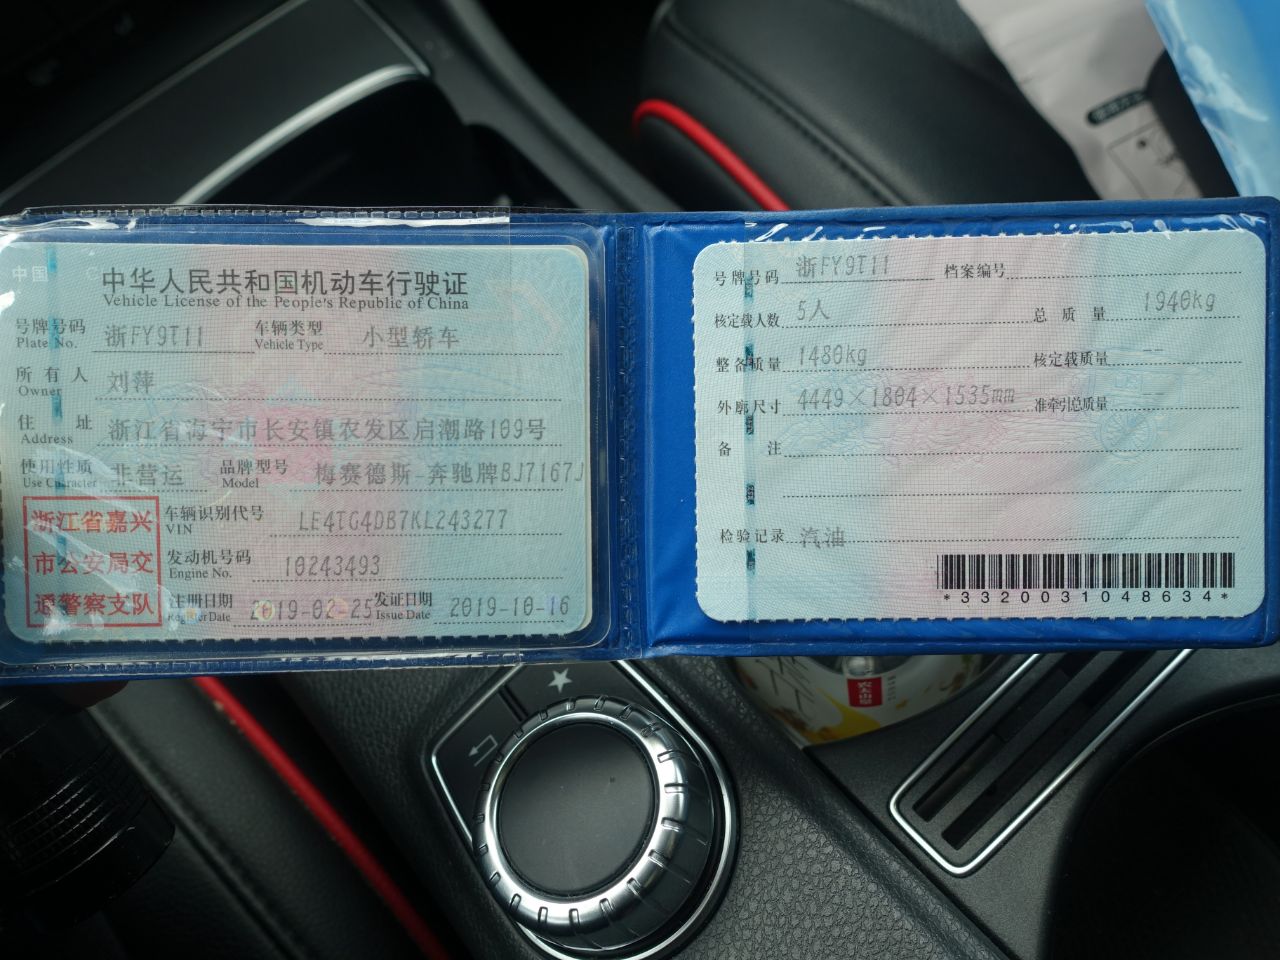 中国
中华人民共和国机动车行驶证
Vehicle License of the People's Republic of China
号牌号码 浙FY9T11 车辆类型 小型轿车
Plate No. Vehicle Type
所有人 刘萍
Owner
住址 浙江省海宁市长安镇农发区启潮路109号
Address
使用性质 非营运 品牌型号 梅赛德斯-奔驰牌BJ7167J
Use Character Model
浙江省嘉兴
市公安局交
通警察支队
车辆识别代号 LE4TG4DB7KL243277
VIN
发动机号码 10243493
Engine No.
注册日期 2019-02-25 发证日期 2019-10-16
Register Date Issue Date
号牌号码 浙FY9T11 档案编号
核定载人数 5人 总质量 1940kg
整备质量 1480kg 核定载质量 --
外廓尺寸 4449×1804×1535mm 准牵引总质量 --
备注
检验记录 汽油
*3320031048634*